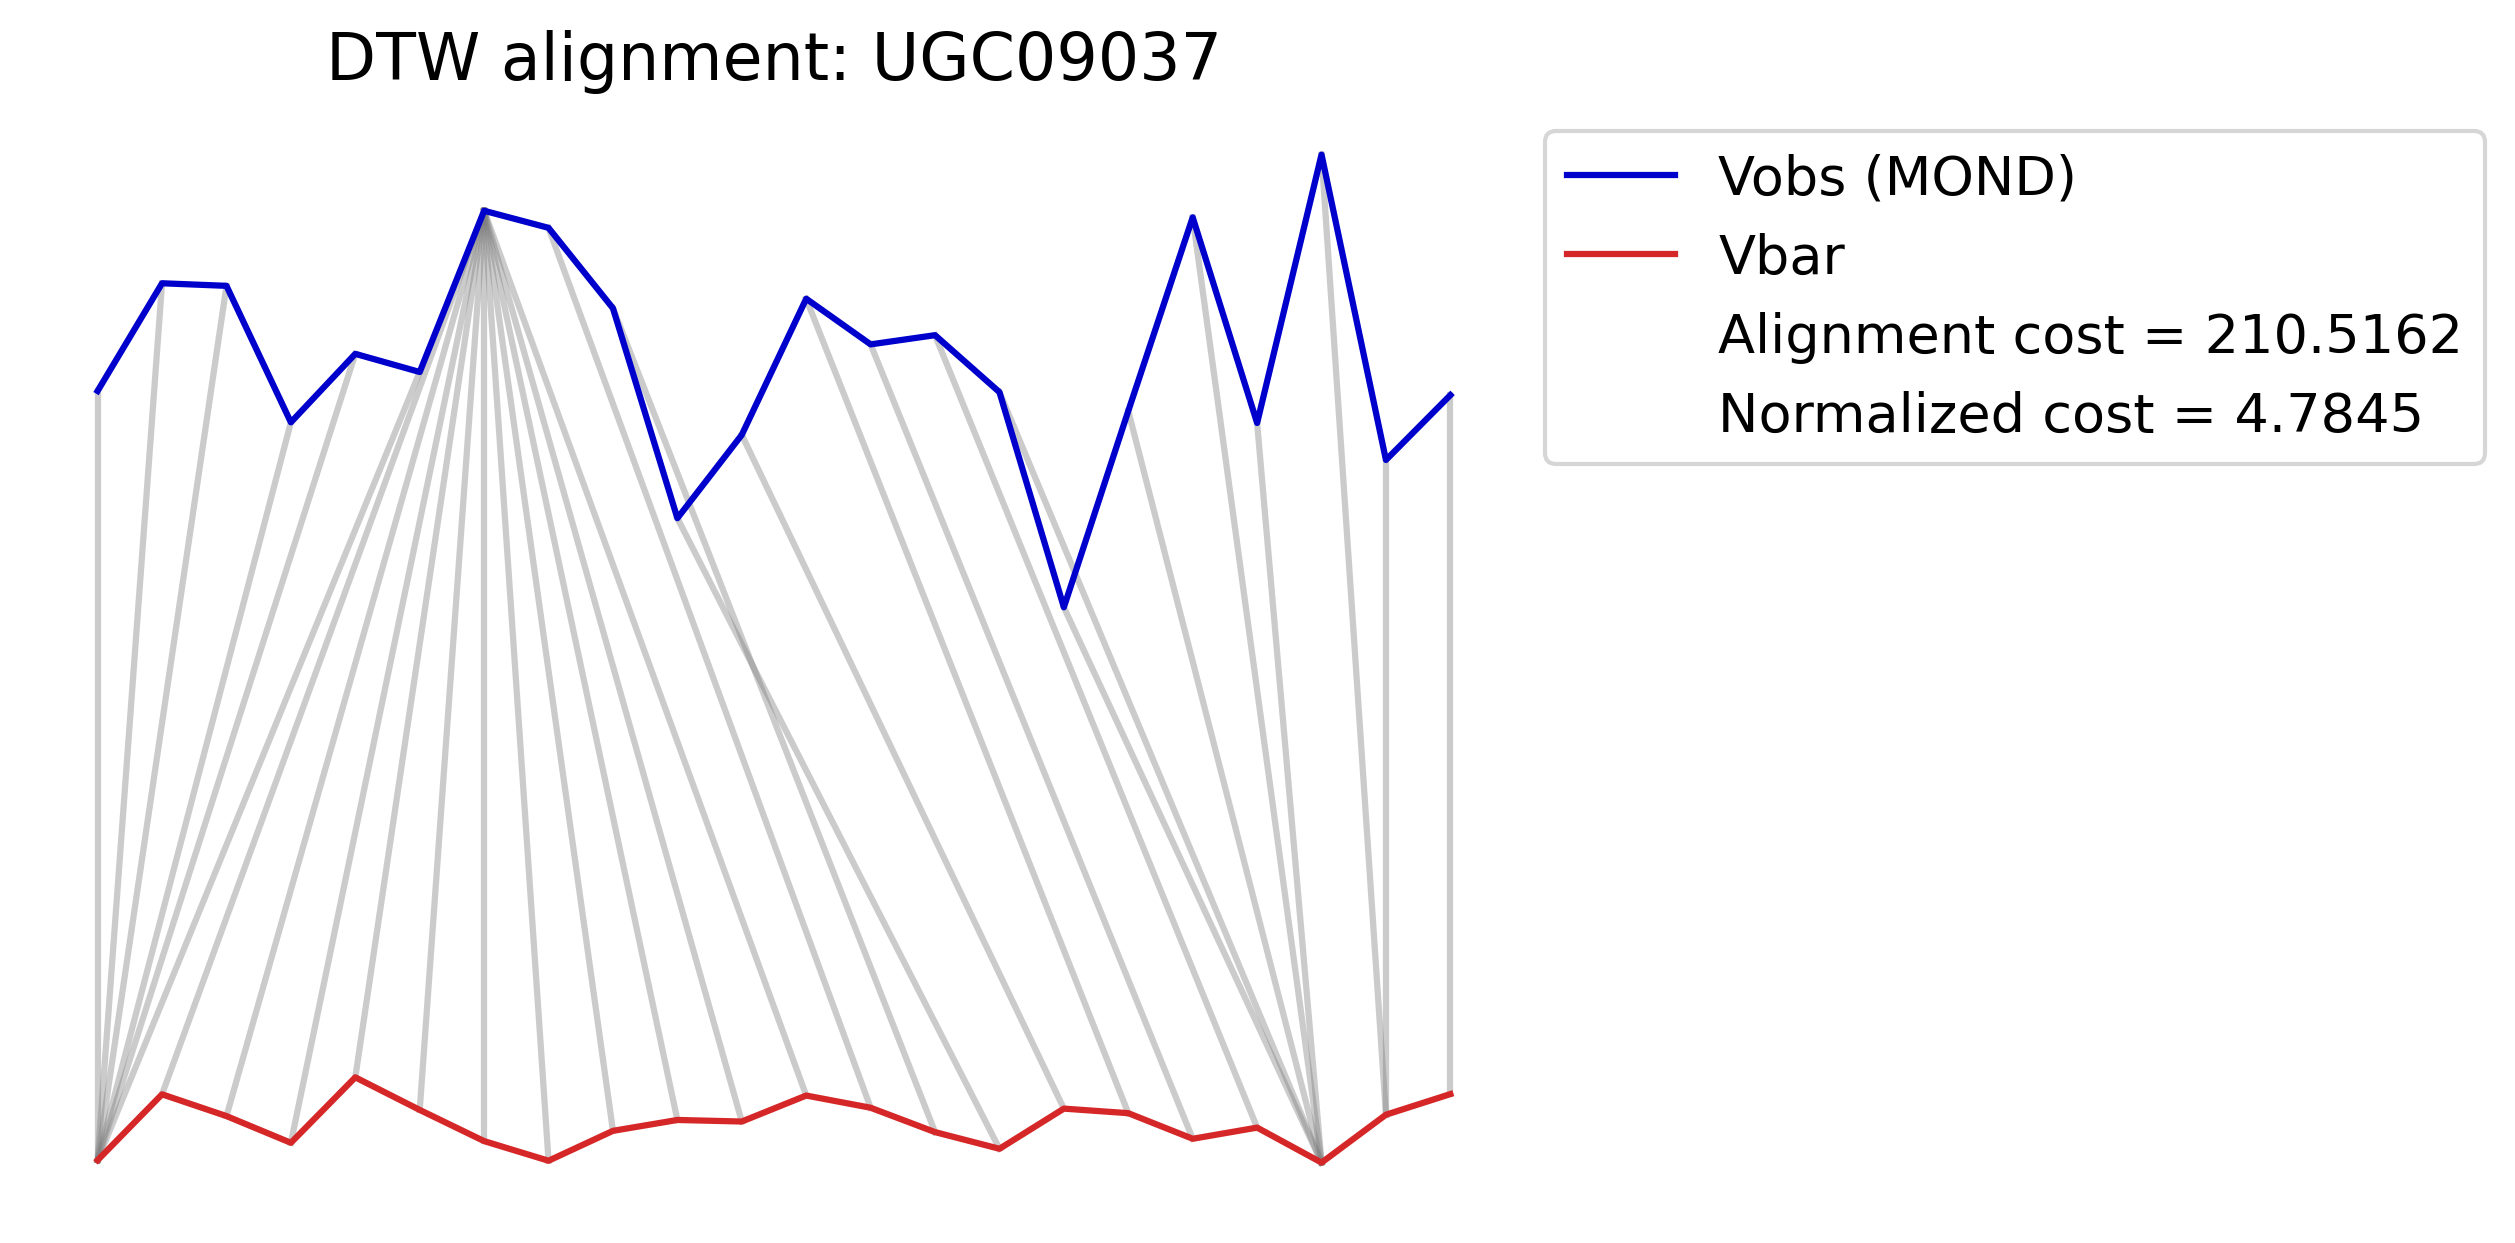 DTW alignment: UGC09037
Vobs (MOND)
Vbar
Alignment cost = 210.5162
Normalized cost = 4.7845